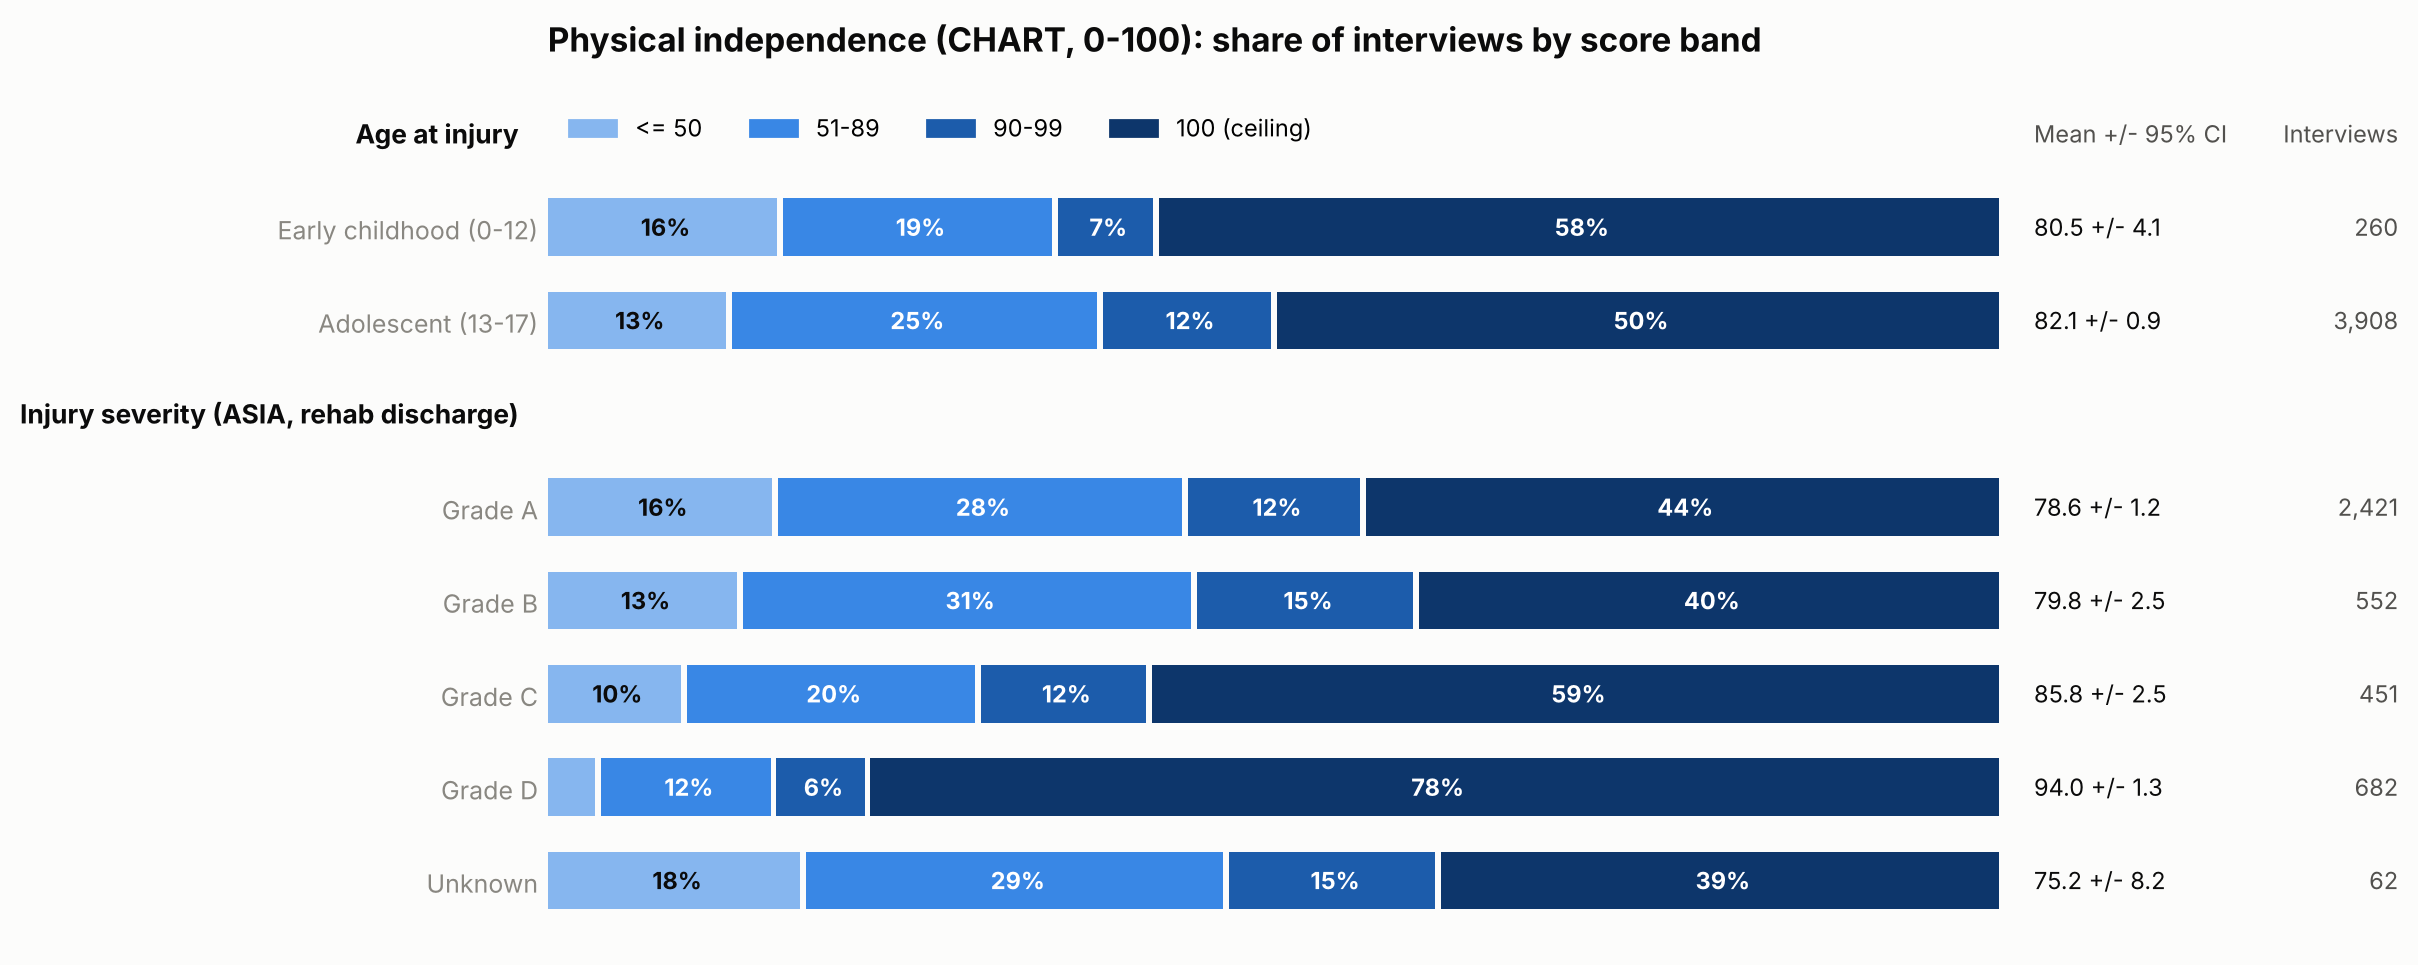 Physical independence (CHART, 0-100): share of interviews by score band
Age at injury <= 50 51-89 90-99 100 (ceiling) Mean +/- 95% CI Interviews
Early childhood (0-12) 16% 19% 7% 58% 80.5 +/- 4.1 260
Adolescent (13-17) 13% 25% 12% 50% 82.1 +/- 0.9 3,908
Injury severity (ASIA, rehab discharge)
Grade A 16% 28% 12% 44% 78.6 +/- 1.2 2,421
Grade B 13% 31% 15% 40% 79.8 +/- 2.5 552
Grade C 10% 20% 12% 59% 85.8 +/- 2.5 451
Grade D 12% 6% 78% 94.0 +/- 1.3 682
Unknown 18% 29% 15% 39% 75.2 +/- 8.2 62